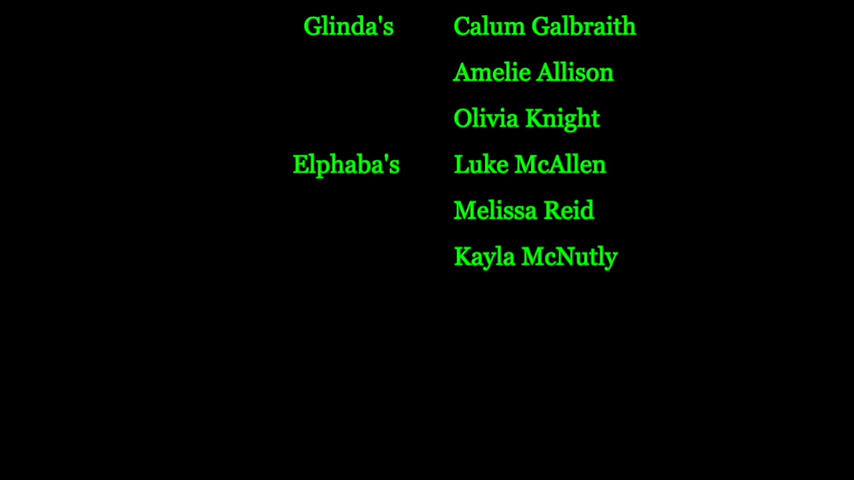 Glinda's Calum Galbraith
Amelie Allison
Olivia Knight
Elphaba's Luke McAllen
Melissa Reid
Kayla McNutly